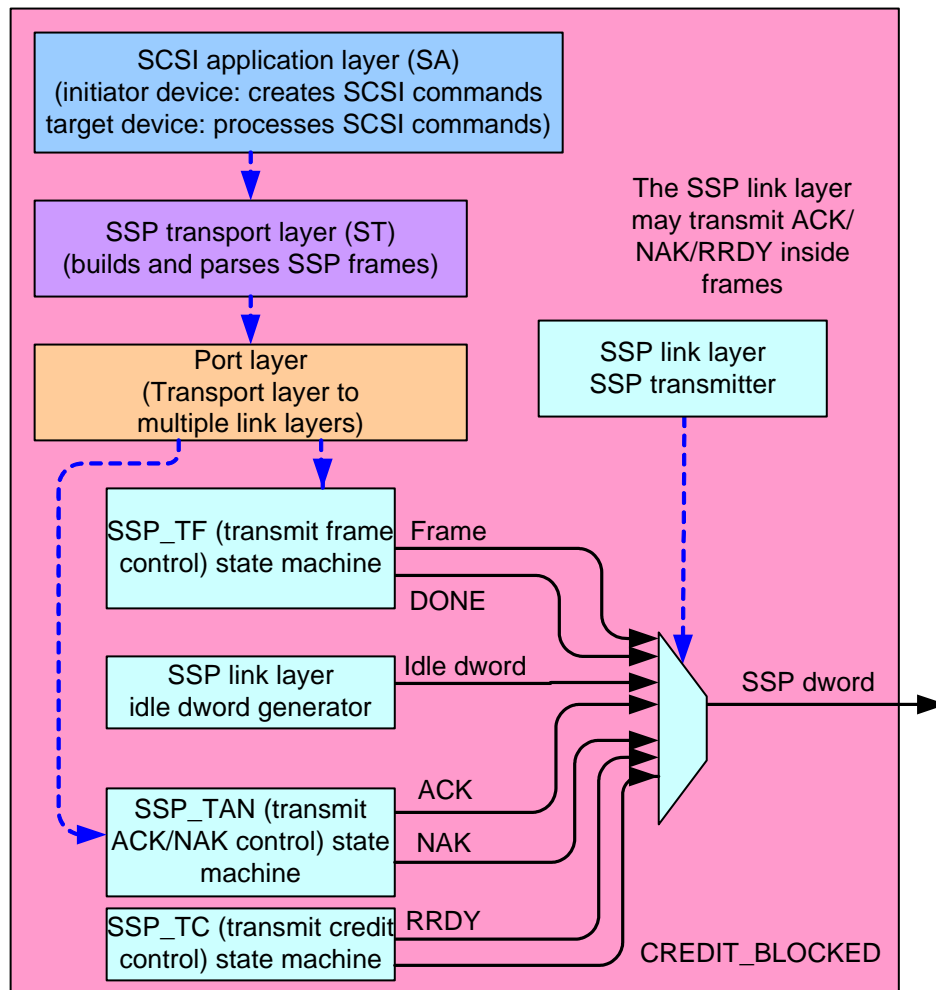 SCSI application layer (SA)
(initiator device: creates SCSI commands
target device: processes SCSI commands)
SSP transport layer (ST)
(builds and parses SSP frames)
The SSP link layer
may transmit ACK/
NAK/RRDY inside
frames
Port layer
(Transport layer to
multiple link layers)
SSP link layer
SSP transmitter
SSP_TF (transmit frame
control) state machine
Frame
DONE
SSP link layer
idle dword generator
Idle dword
SSP dword
SSP_TAN (transmit
ACK/NAK control) state
machine
ACK
NAK
SSP_TC (transmit credit
control) state machine
RRDY
CREDIT_BLOCKED